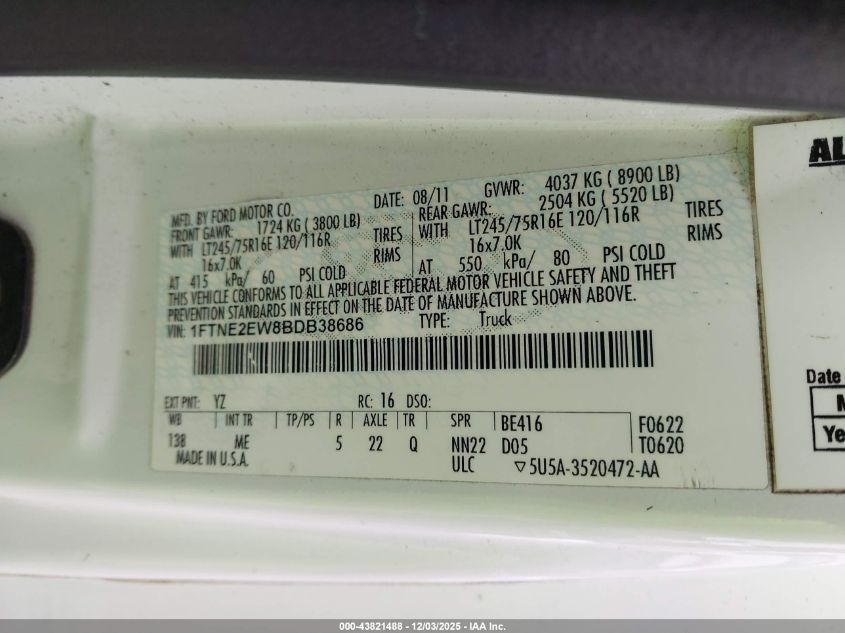 MFD. BY FORD MOTOR CO.
DATE: 08/11 GVWR: 4037 KG ( 8900 LB)
FRONT GAWR: 1724 KG ( 3800 LB)
REAR GAWR: 2504 KG ( 5520 LB)
WITH LT245/75R16E 120/116R TIRES
WITH LT245/75R16E 120/116R TIRES
16x7.0K RIMS
16x7.0K RIMS
AT 415 kPa/ 60 PSI COLD
AT 550 kPa/ 80 PSI COLD
THIS VEHICLE CONFORMS TO ALL APPLICABLE FEDERAL MOTOR VEHICLE SAFETY AND THEFT
PREVENTION STANDARDS IN EFFECT ON THE DATE OF MANUFACTURE SHOWN ABOVE.
VIN: 1FTNE2EW8BDB38686 TYPE: Truck
EXT PNT: YZ RC: 16 DSO:
WB INT TR TP/PS R AXLE TR SPR BE416 F0622
138 ME 5 22 Q NN22 D05 T0620
MADE IN U.S.A. ULC ▽5U5A-3520472-AA
AL
Date
M
Ye
000-43821488 - 12/03/2025 - IAA Inc.